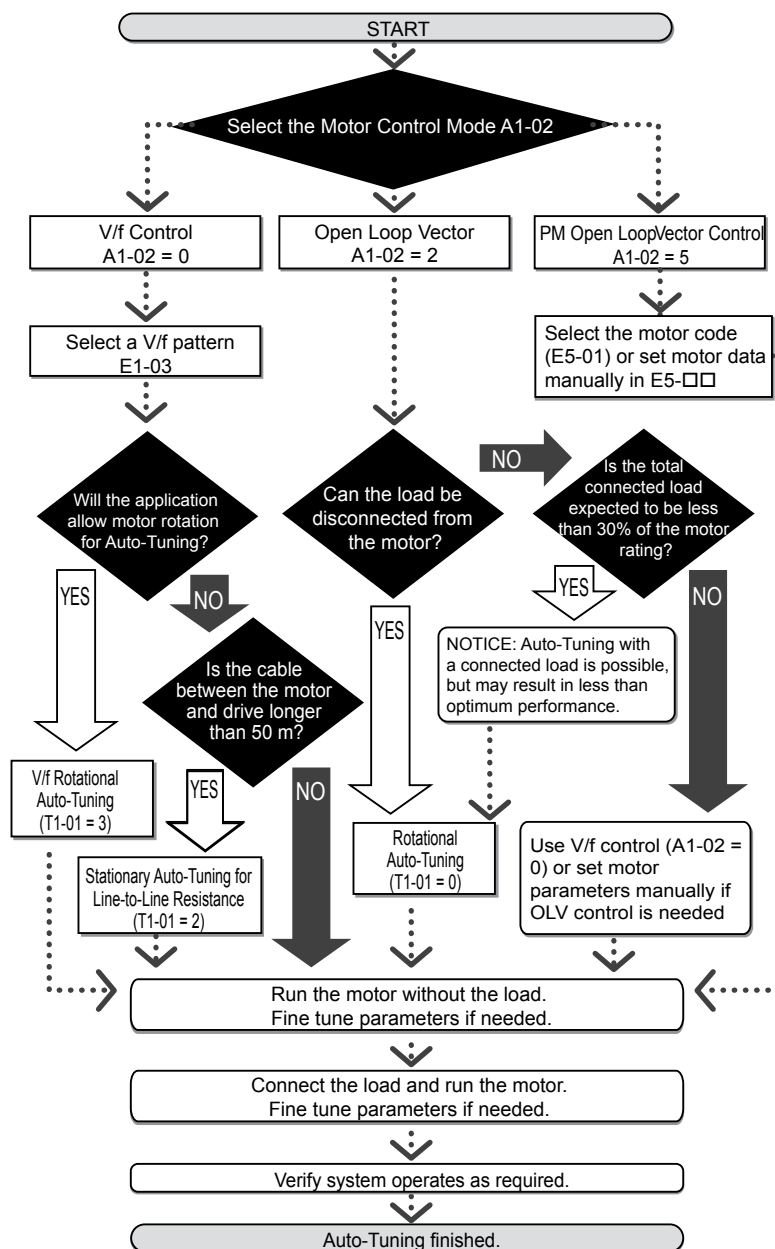 START
Select the Motor Control Mode A1-02
V/f Control
A1-02 = 0
Open Loop Vector
A1-02 = 2
PM Open LoopVector Control
A1-02 = 5
Select a V/f pattern
E1-03
Select the motor code
(E5-01) or set motor data
manually in E5-□□
Will the application
allow motor rotation
for Auto-Tuning?
Can the load be
disconnected from
the motor?
NO
Is the total
connected load
expected to be less
than 30% of the motor
rating?
YES
NO
Is the cable
between the motor
and drive longer
than 50 m?
YES
YES
NO
NOTICE: Auto-Tuning with
a connected load is possible,
but may result in less than
optimum performance.
V/f Rotational
Auto-Tuning
(T1-01 = 3)
YES
NO
Stationary Auto-Tuning for
Line-to-Line Resistance
(T1-01 = 2)
Rotational
Auto-Tuning
(T1-01 = 0)
Use V/f control (A1-02 =
0) or set motor
parameters manually if
OLV control is needed
Run the motor without the load.
Fine tune parameters if needed.
Connect the load and run the motor.
Fine tune parameters if needed.
Verify system operates as required.
Auto-Tuning finished.